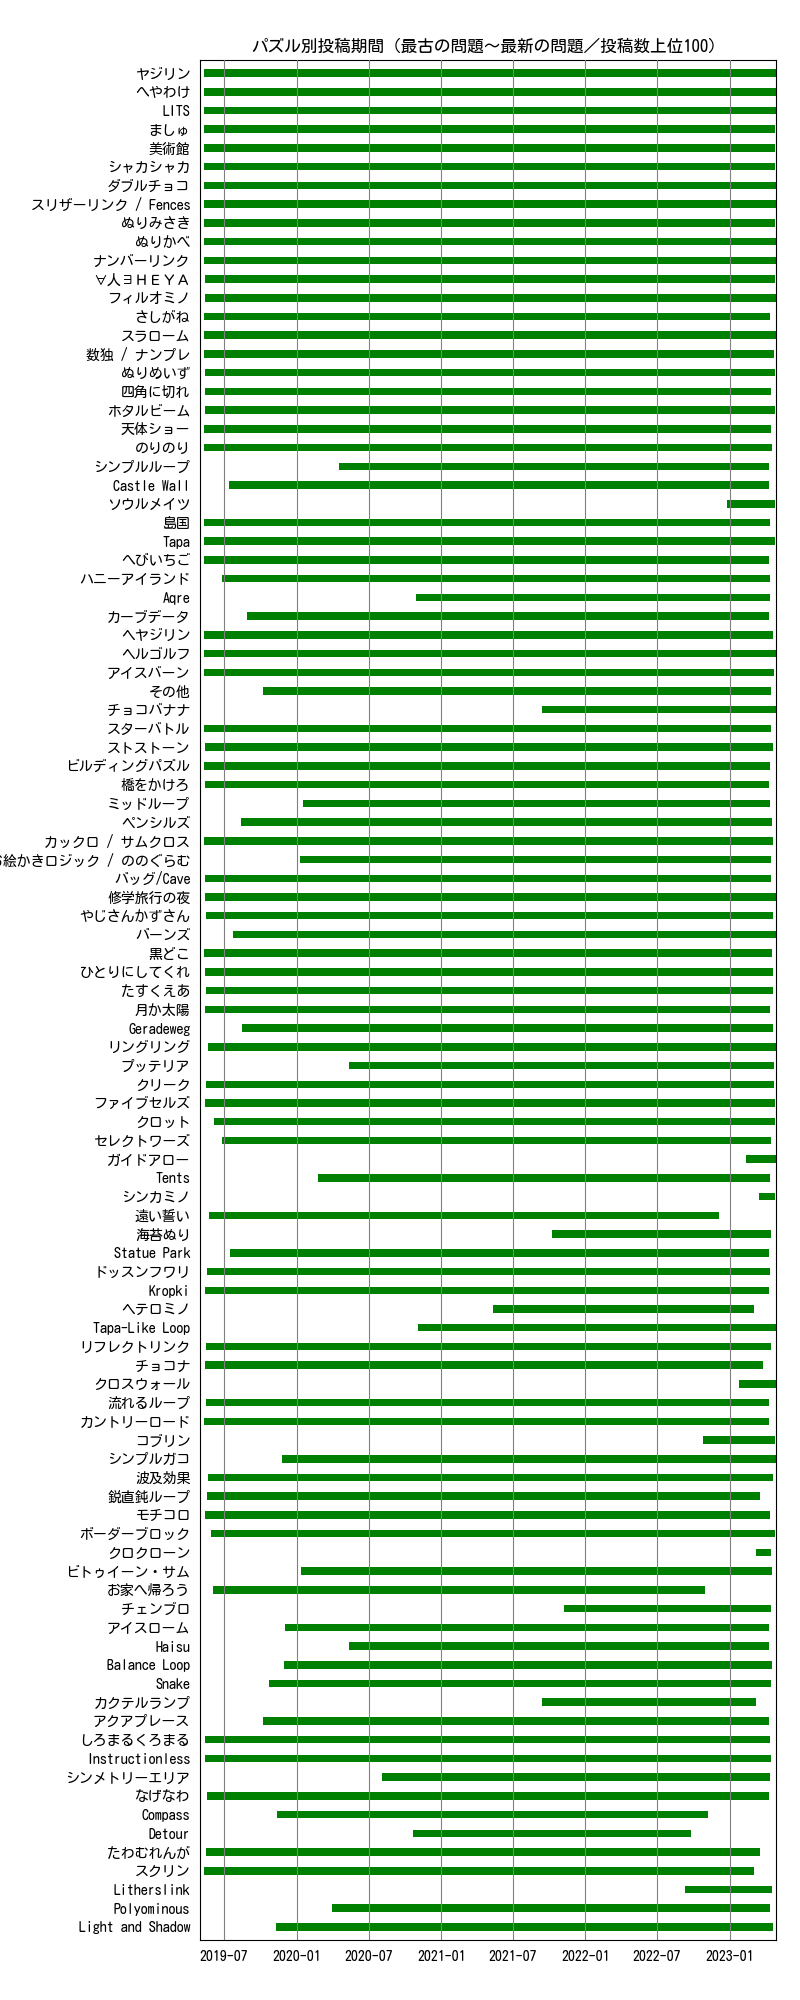 パズル別投稿期間（最古の問題～最新の問題／投稿数上位100）
ヤジリン
へやわけ
LITS
ましゅ
美術館
シャカシャカ
ダブルチョコ
スリザーリンク / Fences
ぬりみさき
ぬりかべ
ナンバーリンク
∀人∃ＨＥＹＡ
フィルオミノ
さしがね
スラローム
数独 / ナンプレ
ぬりめいず
四角に切れ
ホタルビーム
天体ショー
のりのり
シンプルループ
Castle Wall
ソウルメイツ
島国
Tapa
へびいちご
ハニーアイランド
Aqre
カーブデータ
ヘヤジリン
ヘルゴルフ
アイスバーン
その他
チョコバナナ
スターバトル
ストストーン
ビルディングパズル
橋をかけろ
ミッドループ
ペンシルズ
カックロ / サムクロス
絵かきロジック / ののぐらむ
バッグ/Cave
修学旅行の夜
やじさんかずさん
バーンズ
黒どこ
ひとりにしてくれ
たすくえあ
月か太陽
Geradeweg
リングリング
プッテリア
クリーク
ファイブセルズ
クロット
セレクトワーズ
ガイドアロー
Tents
シンカミノ
遠い誓い
海苔ぬり
Statue Park
ドッスンフワリ
Kropki
ヘテロミノ
Tapa-Like Loop
リフレクトリンク
チョコナ
クロスウォール
流れるループ
カントリーロード
コブリン
シンプルガコ
波及効果
鋭直鈍ループ
モチコロ
ボーダーブロック
クロクローン
ビトゥイーン・サム
お家へ帰ろう
チェンブロ
アイスローム
Haisu
Balance Loop
Snake
カクテルランプ
アクアプレース
しろまるくろまる
Instructionless
シンメトリーエリア
なげなわ
Compass
Detour
たわむれんが
スクリン
Litherslink
Polyominous
Light and Shadow
2019-07 2020-01 2020-07 2021-01 2021-07 2022-01 2022-07 2023-01